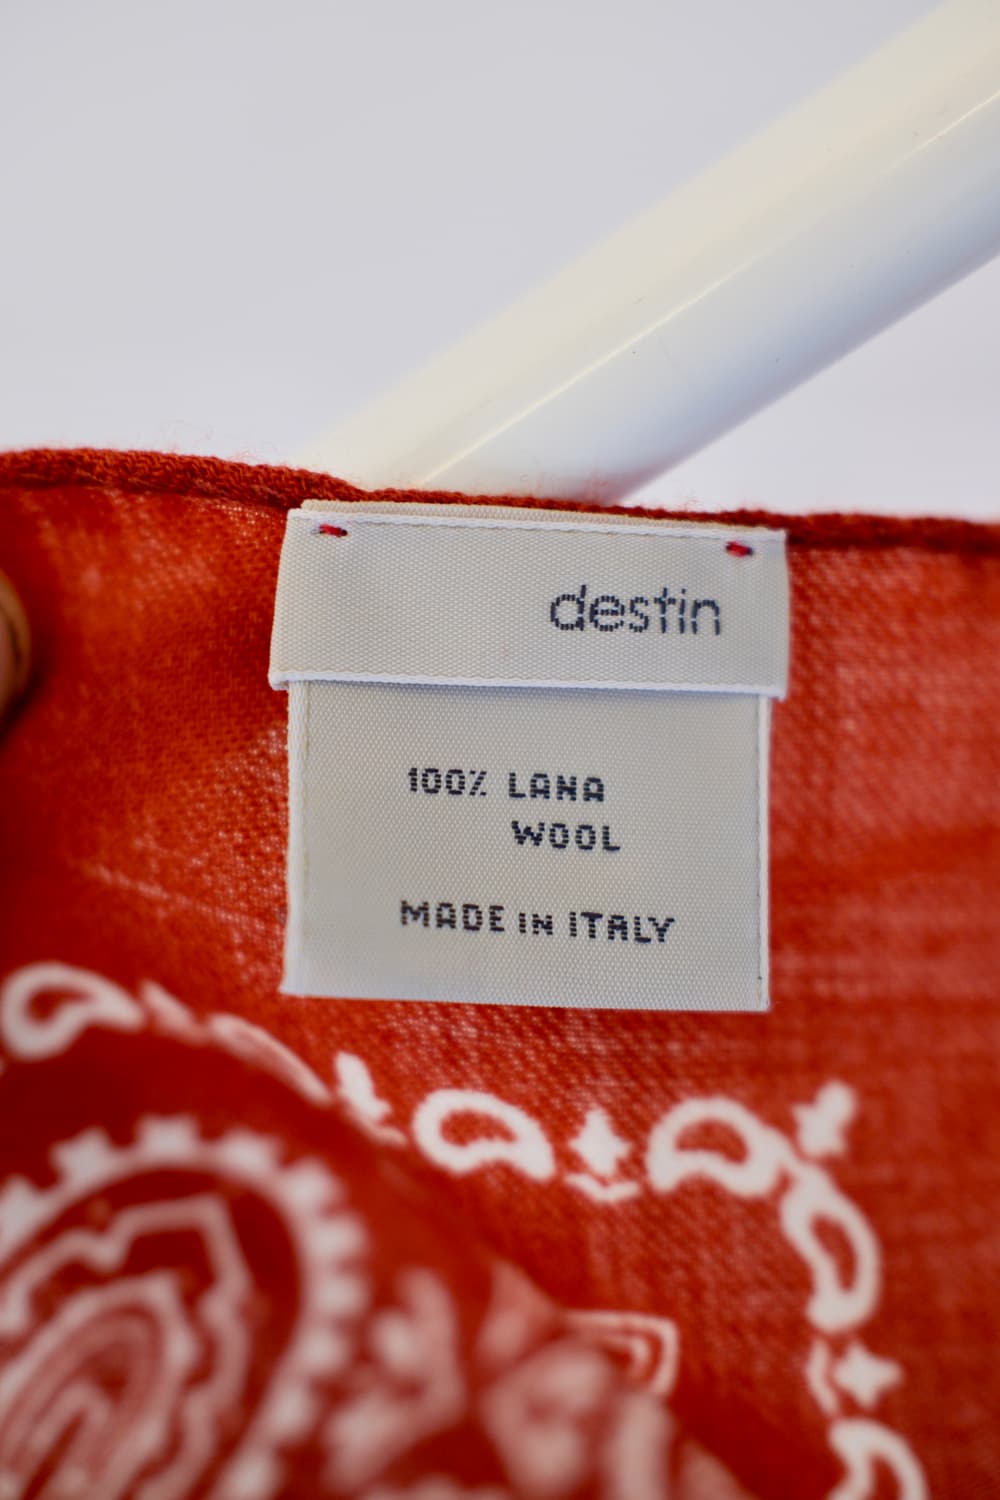 destin
100% LANA
WOOL
MADE IN ITALY